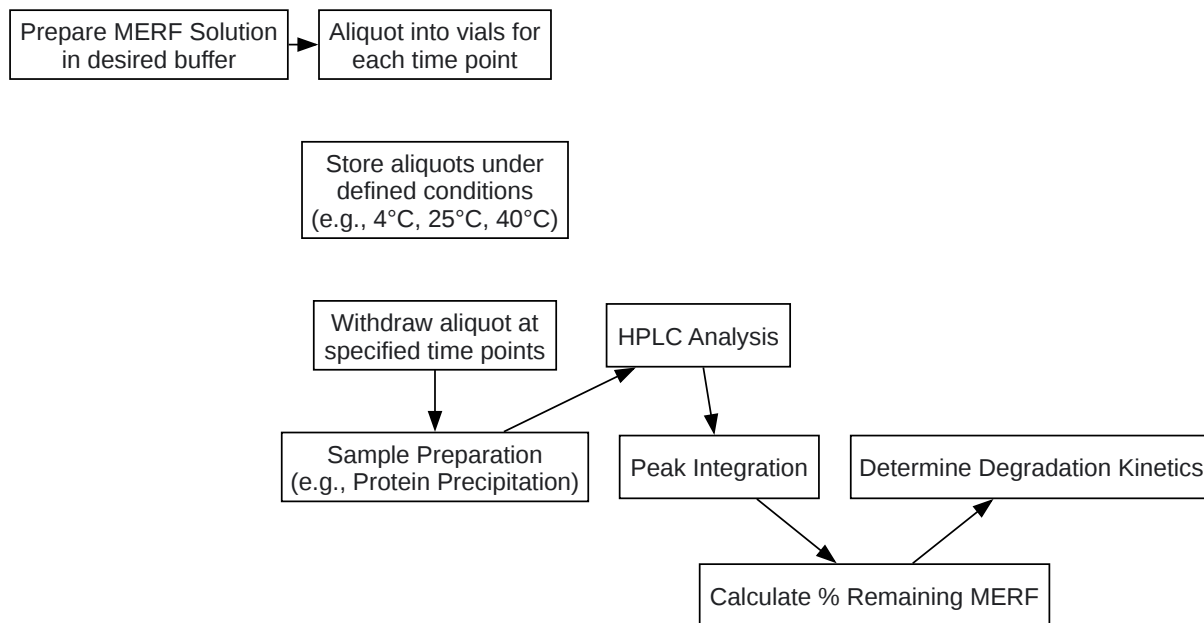 Prepare MERF Solution
in desired buffer
Aliquot into vials for
each time point
Store aliquots under
defined conditions
(e.g., 4°C, 25°C, 40°C)
Withdraw aliquot at
specified time points
HPLC Analysis
Sample Preparation
(e.g., Protein Precipitation)
Peak Integration
Determine Degradation Kinetics
Calculate % Remaining MERF